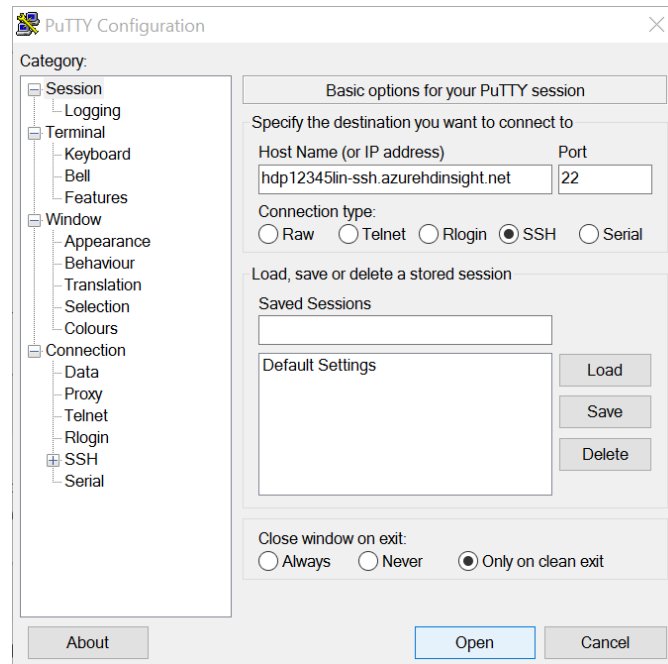 PuTTY Configuration
Category:
Session
Logging
Terminal
Keyboard
Bell
Features
Window
Appearance
Behaviour
Translation
Selection
Colours
Connection
Data
Proxy
Telnet
Rlogin
SSH
Serial
Basic options for your PuTTY session
Specify the destination you want to connect to
Host Name (or IP address) Port
hdp12345lin-ssh.azurehdinsight.net 22
Connection type:
Raw Telnet Rlogin SSH Serial
Load, save or delete a stored session
Saved Sessions
Default Settings
Load
Save
Delete
Close window on exit:
Always Never Only on clean exit
About Open Cancel